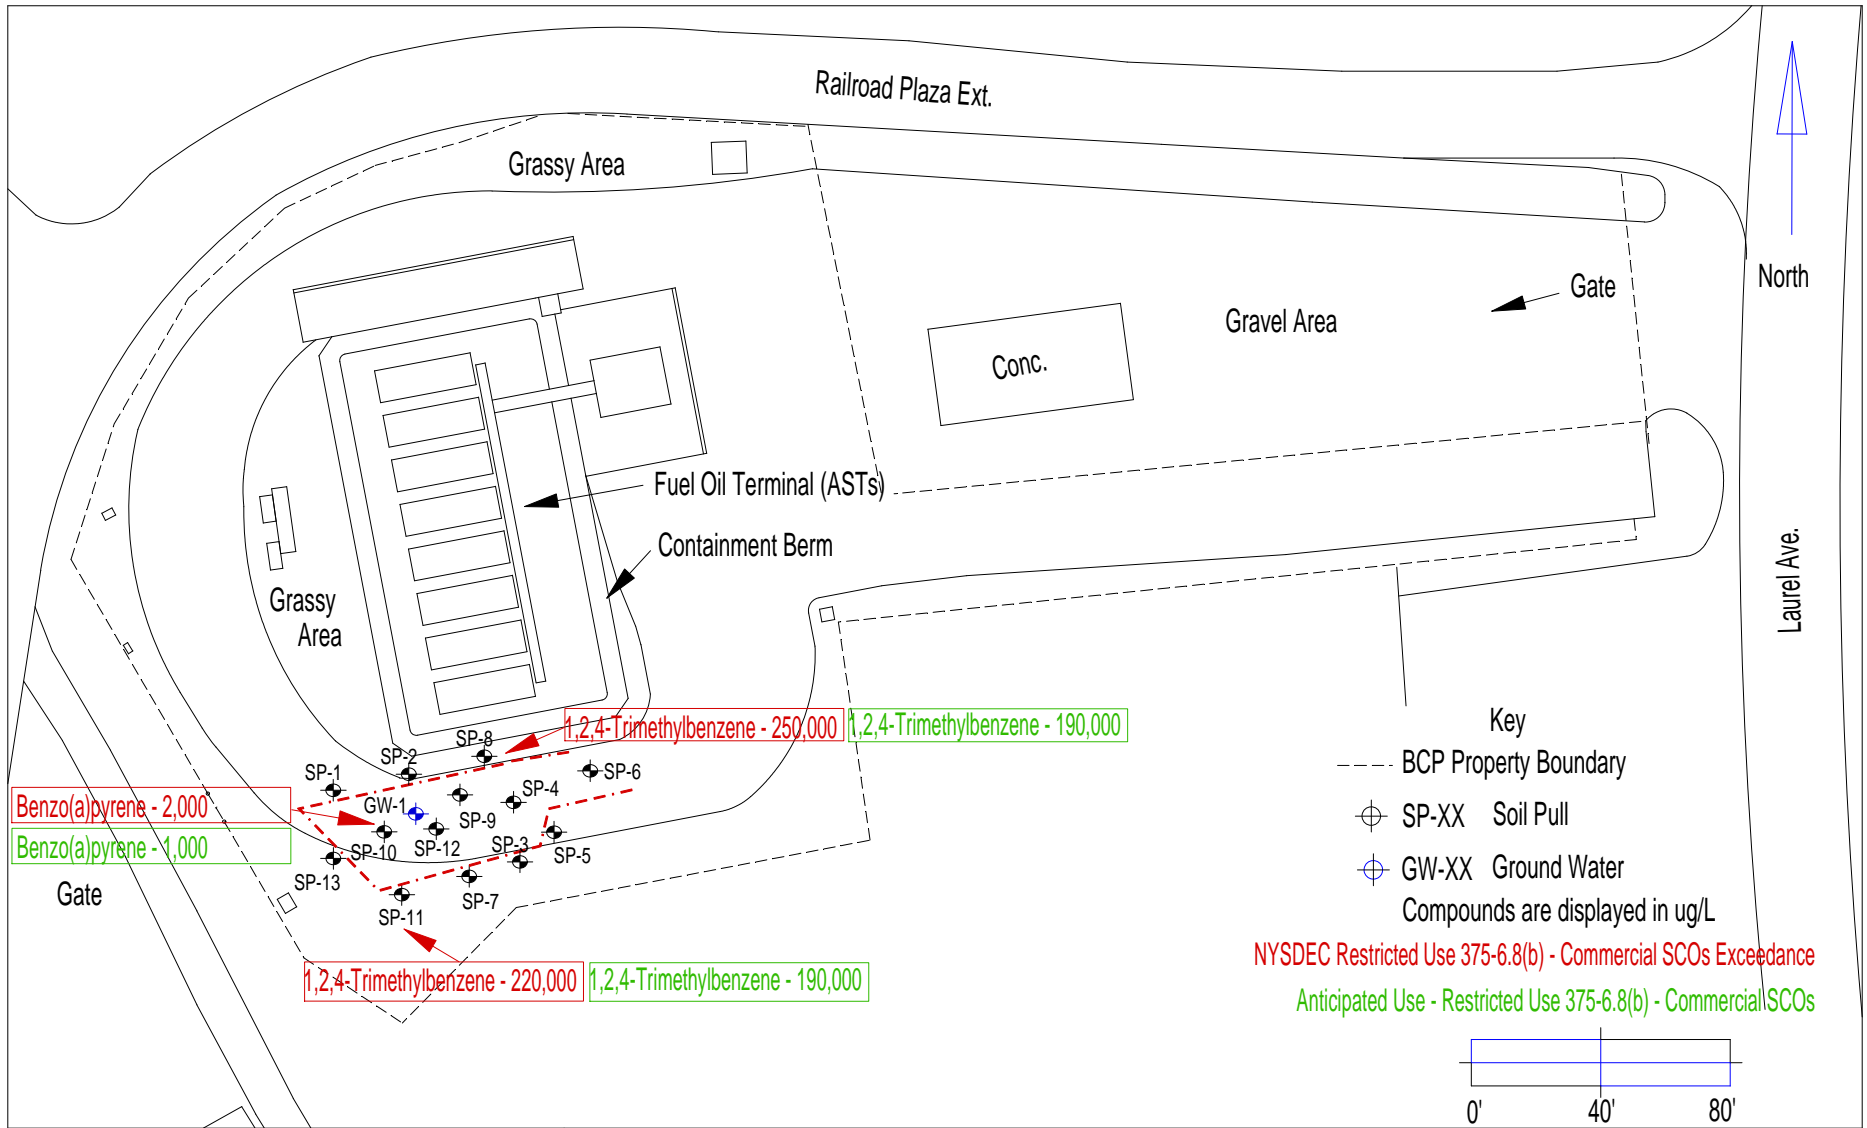 Railroad Plaza Ext.
Grassy Area
North
Gate
Gravel Area
Conc.
Fuel Oil Terminal (ASTs)
Containment Berm
Laurel Ave.
Grassy
Area
1,2,4-Trimethylbenzene - 250,000
1,2,4-Trimethylbenzene - 190,000
SP-8
SP-2
SP-1
SP-6
SP-4
GW-1
SP-9
SP-12
SP-3
SP-5
SP-10
SP-13
SP-7
SP-11
Benzo(a)pyrene - 2,000
Benzo(a)pyrene - 1,000
Gate
1,2,4-Trimethylbenzene - 220,000
1,2,4-Trimethylbenzene - 190,000
Key
BCP Property Boundary
SP-XX Soil Pull
GW-XX Ground Water
Compounds are displayed in ug/L
NYSDEC Restricted Use 375-6.8(b) - Commercial SCOs Exceedance
Anticipated Use - Restricted Use 375-6.8(b) - Commercial SCOs
0' 40' 80'